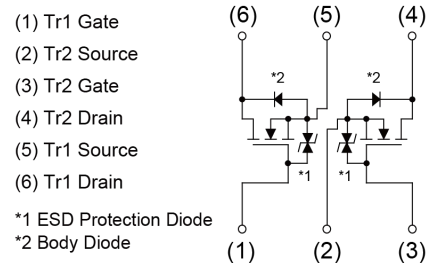 (1) Tr1 Gate
(2) Tr2 Source
(3) Tr2 Gate
(4) Tr2 Drain
(5) Tr1 Source
(6) Tr1 Drain
*1 ESD Protection Diode
*2 Body Diode
(6) (5) (4)
*2 *2
*1 *1
(1) (2) (3)